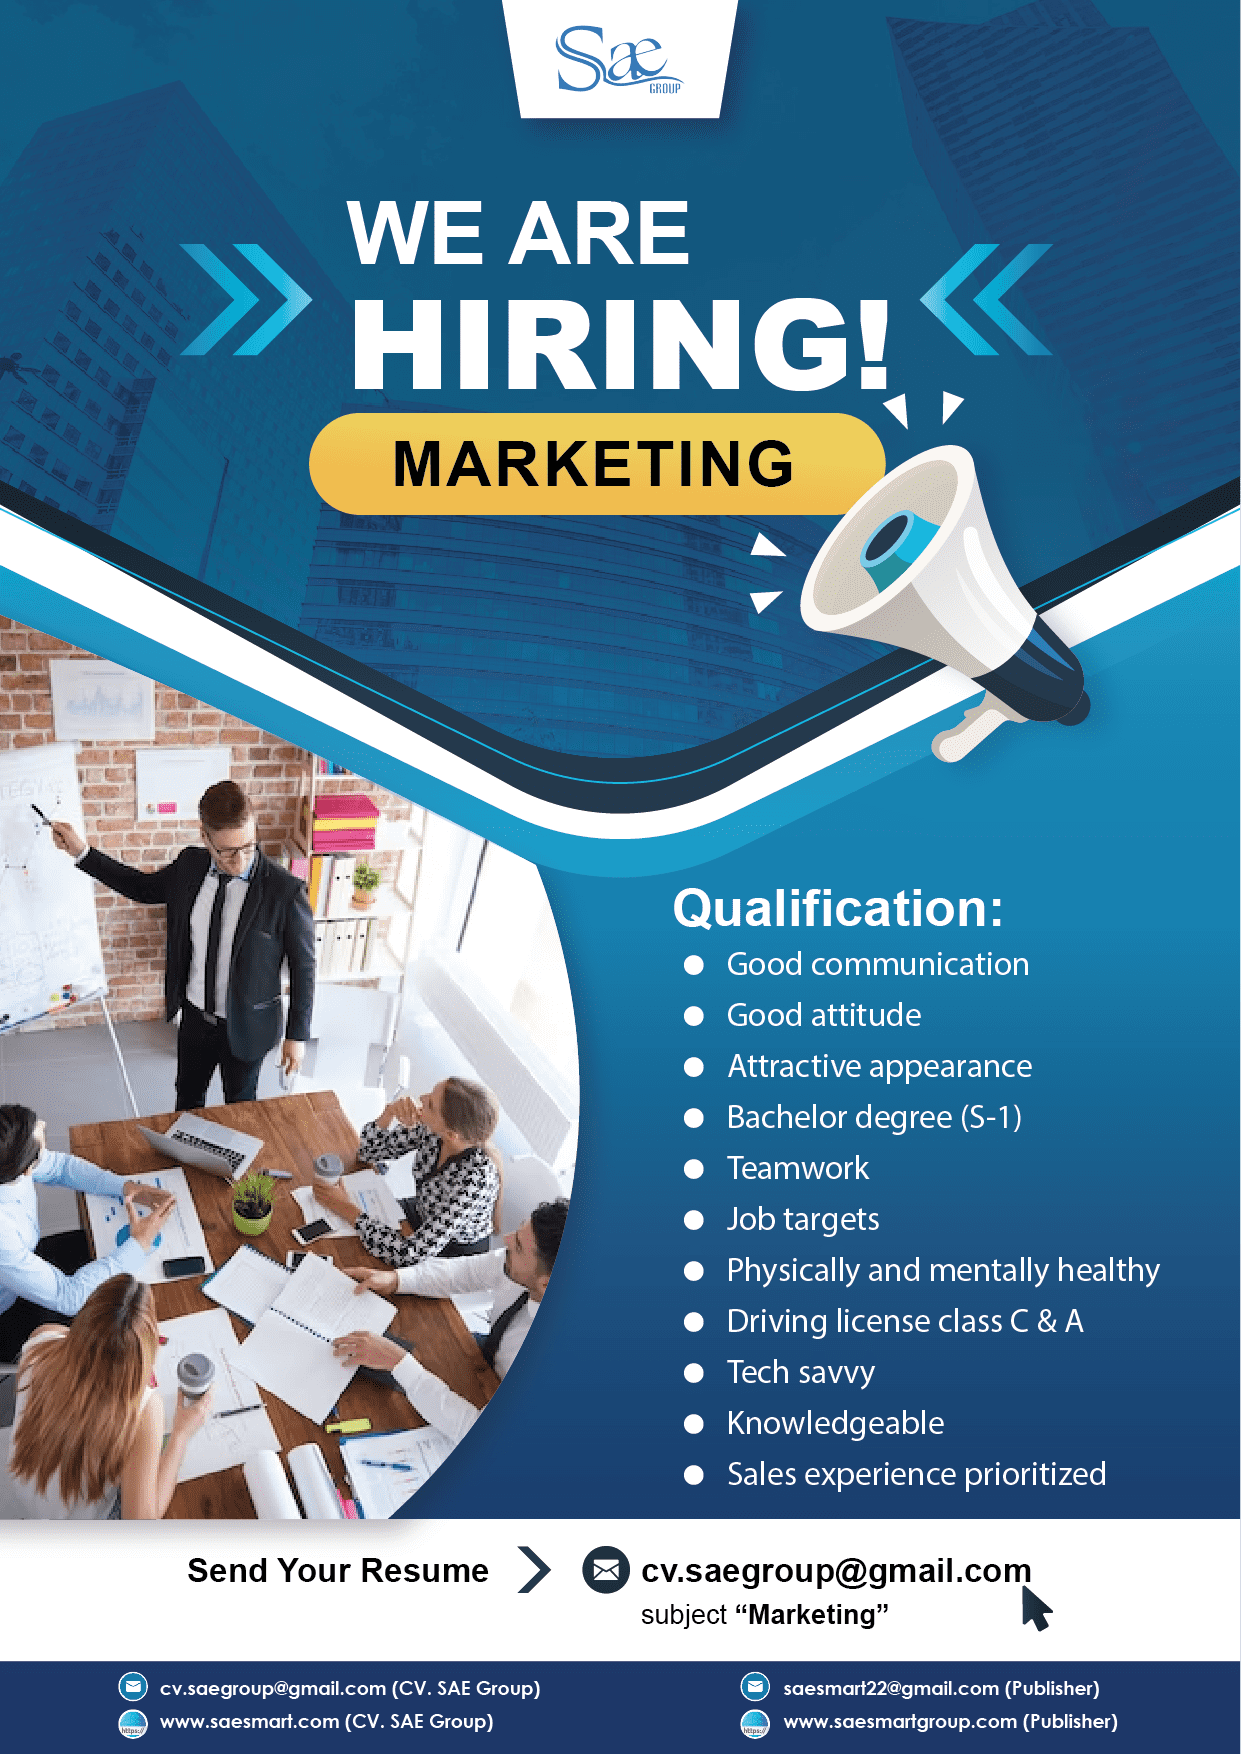 Sae
GROUP
WE ARE
HIRING!
MARKETING
Qualification:
Good communication
Good attitude
Attractive appearance
Bachelor degree (S-1)
Teamwork
Job targets
Physically and mentally healthy
Driving license class C & A
Tech savvy
Knowledgeable
Sales experience prioritized
Send Your Resume
cv.saegroup@gmail.com
subject “Marketing”
cv.saegroup@gmail.com (CV. SAE Group)
https://
www.saesmart.com (CV. SAE Group)
saesmart22@gmail.com (Publisher)
https://
www.saesmartgroup.com (Publisher)